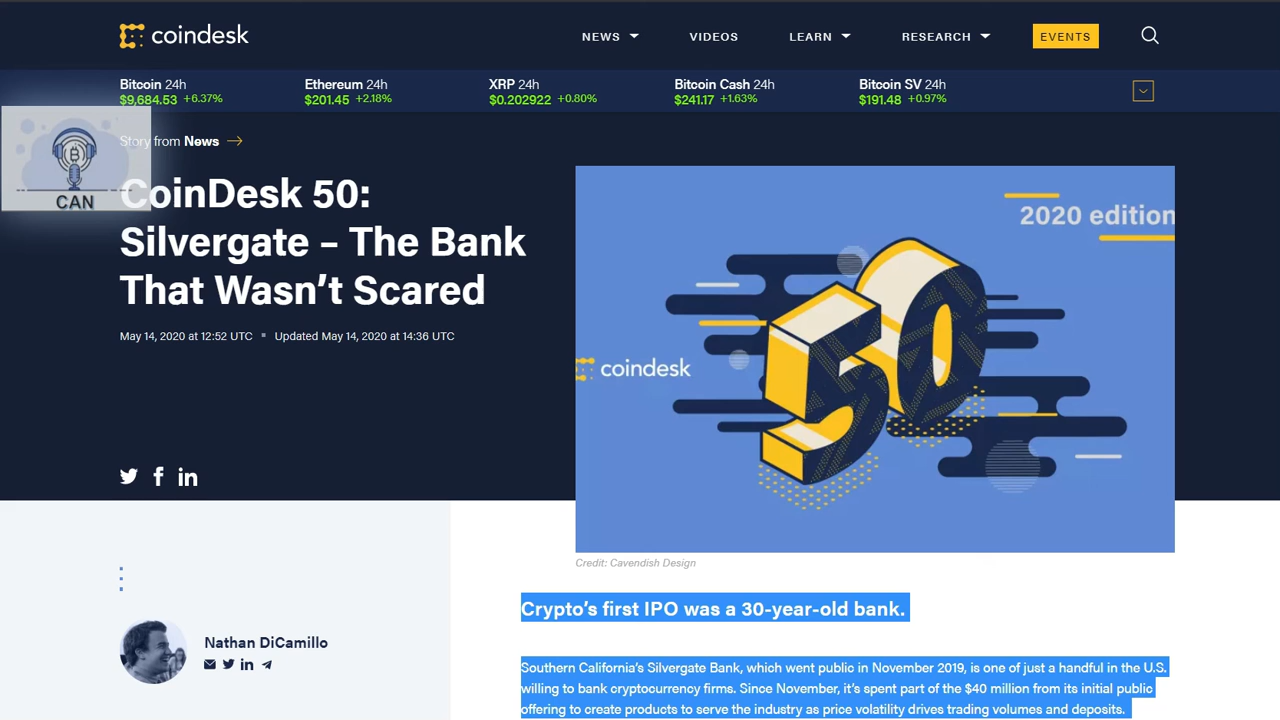 coindesk
NEWS VIDEOS LEARN RESEARCH EVENTS
Bitcoin 24h Ethereum 24h XRP 24h Bitcoin Cash 24h Bitcoin SV 24h
$9,684.53 +6.37% $201.45 +2.18% $0.202922 +0.80% $241.17 +1.63% $191.48 +0.97%
Story from News
CAN
CoinDesk 50:
Silvergate – The Bank
That Wasn’t Scared
May 14, 2020 at 12:52 UTC Updated May 14, 2020 at 14:36 UTC
2020 edition
50
coindesk
Credit: Cavendish Design
Nathan DiCamillo
Crypto’s first IPO was a 30-year-old bank.
Southern California’s Silvergate Bank, which went public in November 2019, is one of just a handful in the U.S.
willing to bank cryptocurrency firms. Since November, it’s spent part of the $40 million from its initial public
offering to create products to serve the industry as price volatility drives trading volumes and deposits.